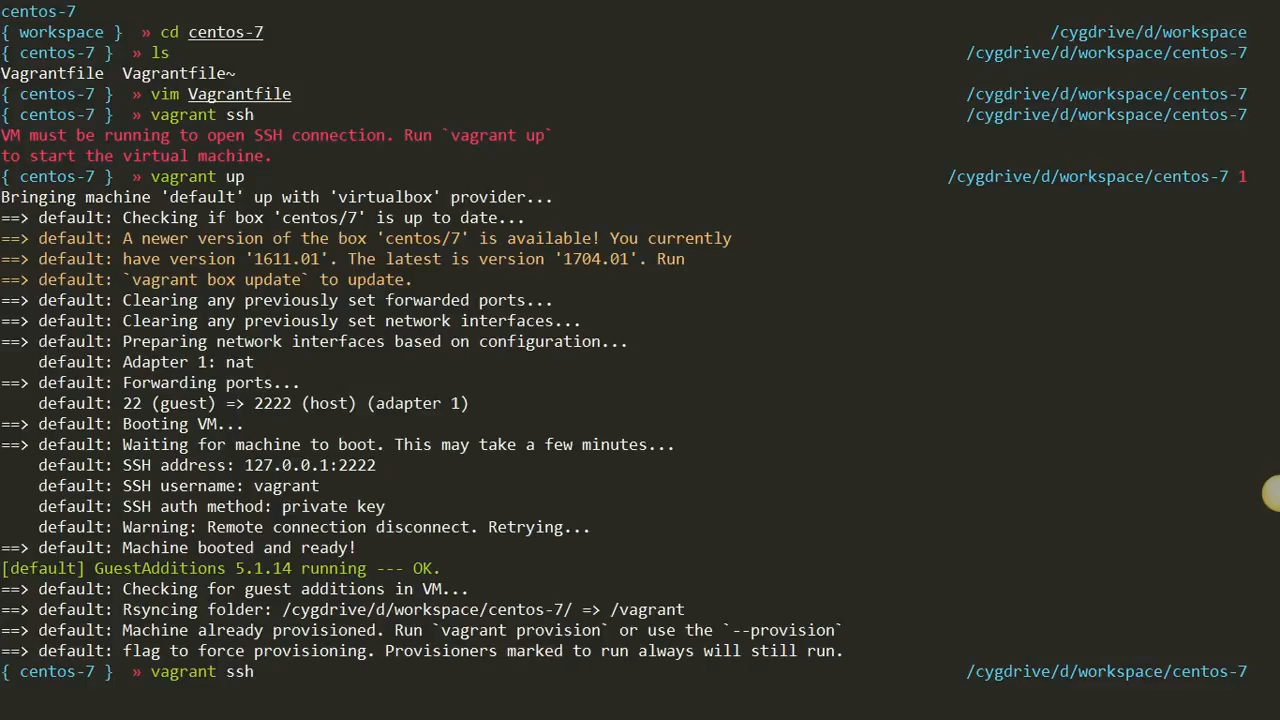 centos-7
{ workspace }  » cd centos-7 /cygdrive/d/workspace
{ centos-7 }  » ls /cygdrive/d/workspace/centos-7
Vagrantfile  Vagrantfile~
{ centos-7 }  » vim Vagrantfile /cygdrive/d/workspace/centos-7
{ centos-7 }  » vagrant ssh /cygdrive/d/workspace/centos-7
VM must be running to open SSH connection. Run `vagrant up`
to start the virtual machine.
{ centos-7 }  » vagrant up /cygdrive/d/workspace/centos-7 1
Bringing machine 'default' up with 'virtualbox' provider...
==> default: Checking if box 'centos/7' is up to date...
==> default: A newer version of the box 'centos/7' is available! You currently
==> default: have version '1611.01'. The latest is version '1704.01'. Run
==> default: `vagrant box update` to update.
==> default: Clearing any previously set forwarded ports...
==> default: Clearing any previously set network interfaces...
==> default: Preparing network interfaces based on configuration...
    default: Adapter 1: nat
==> default: Forwarding ports...
    default: 22 (guest) => 2222 (host) (adapter 1)
==> default: Booting VM...
==> default: Waiting for machine to boot. This may take a few minutes...
    default: SSH address: 127.0.0.1:2222
    default: SSH username: vagrant
    default: SSH auth method: private key
    default: Warning: Remote connection disconnect. Retrying...
==> default: Machine booted and ready!
[default] GuestAdditions 5.1.14 running --- OK.
==> default: Checking for guest additions in VM...
==> default: Rsyncing folder: /cygdrive/d/workspace/centos-7/ => /vagrant
==> default: Machine already provisioned. Run `vagrant provision` or use the `--provision`
==> default: flag to force provisioning. Provisioners marked to run always will still run.
{ centos-7 }  » vagrant ssh /cygdrive/d/workspace/centos-7